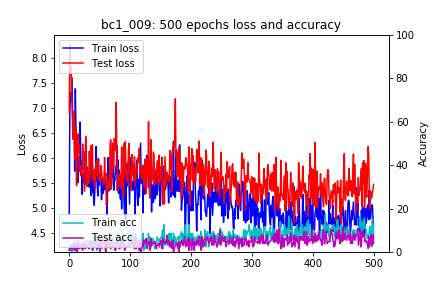 bc1_009: 500 epochs loss and accuracy
Train loss
Test loss
Train acc
Test acc
Loss
8.0
7.5
7.0
6.5
6.0
5.5
5.0
4.5
Accuracy
100
80
60
40
20
0
0
100
200
300
400
500